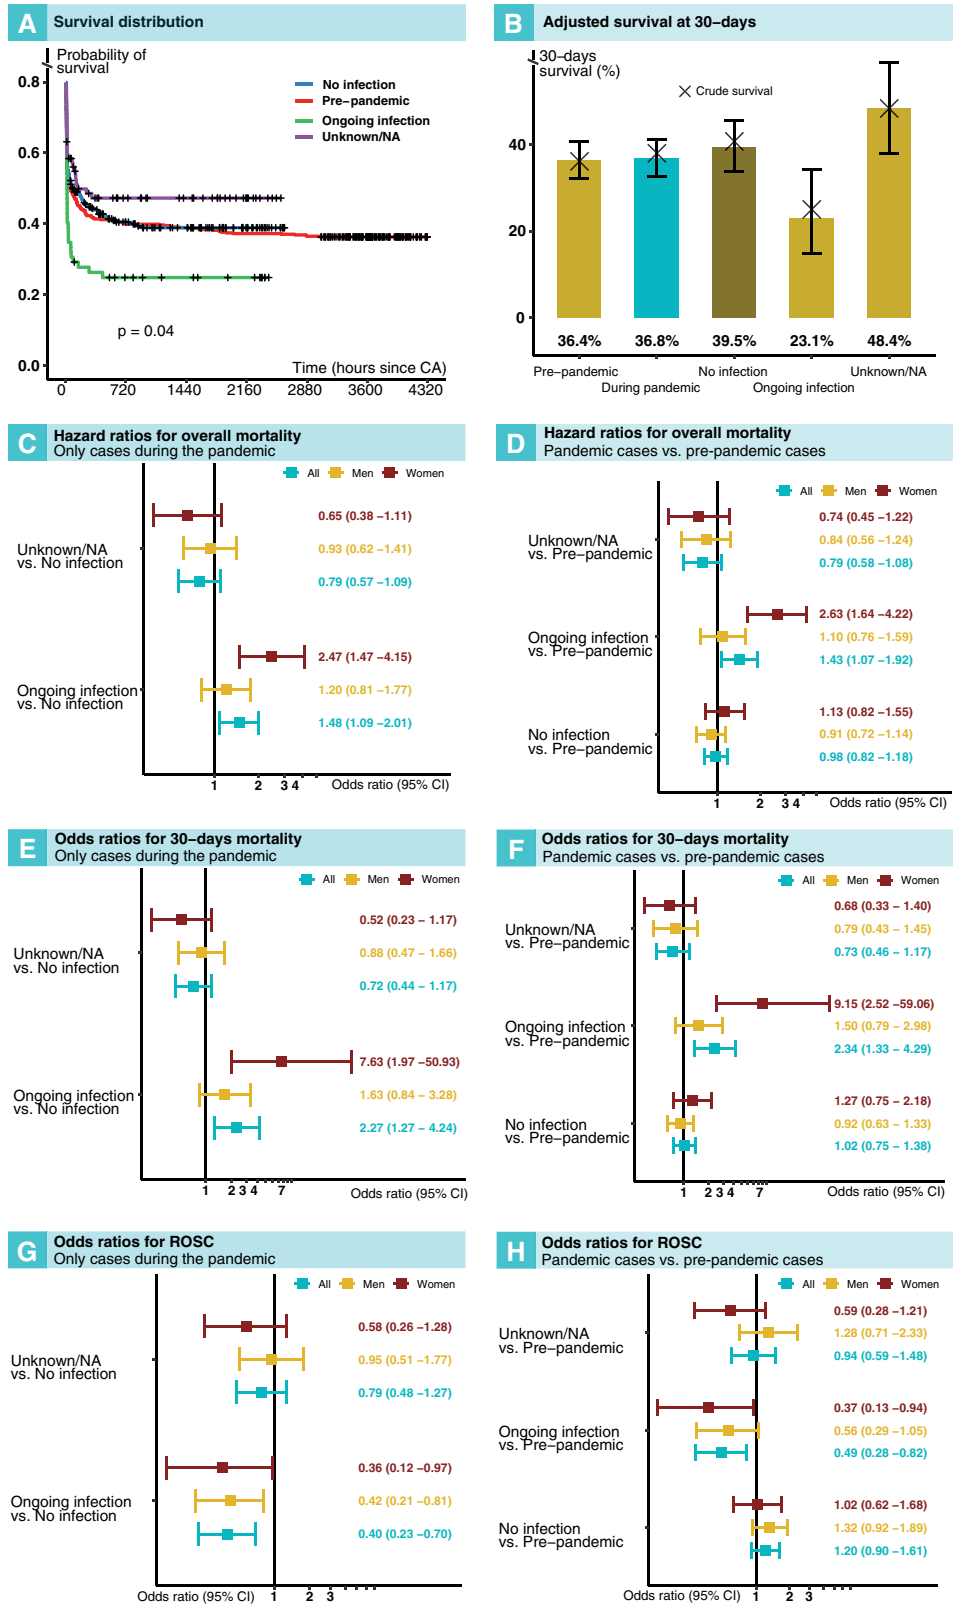 A Survival distribution
Probability of
survival
No infection
Pre−pandemic
Ongoing infection
Unknown/NA
0.8
0.6
0.4
0.2
0.0
p = 0.04
Time (hours since CA)
0 720 1440 2160 2880 3600 4320
B Adjusted survival at 30−days
30−days
survival (%)
Crude survival
40
20
0
36.4% 36.8% 39.5% 23.1% 48.4%
Pre−pandemic No infection Unknown/NA
During pandemic Ongoing infection
C Hazard ratios for overall mortality
Only cases during the pandemic
All Men Women
0.65 (0.38 −1.11)
Unknown/NA
vs. No infection
0.93 (0.62 −1.41)
0.79 (0.57 −1.09)
2.47 (1.47 −4.15)
Ongoing infection
vs. No infection
1.20 (0.81 −1.77)
1.48 (1.09 −2.01)
1 2 3 4 Odds ratio (95% CI)
D Hazard ratios for overall mortality
Pandemic cases vs. pre-pandemic cases
All Men Women
0.74 (0.45 −1.22)
Unknown/NA
vs. Pre−pandemic
0.84 (0.56 −1.24)
0.79 (0.58 −1.08)
2.63 (1.64 −4.22)
Ongoing infection
vs. Pre−pandemic
1.10 (0.76 −1.59)
1.43 (1.07 −1.92)
1.13 (0.82 −1.55)
No infection
vs. Pre−pandemic
0.91 (0.72 −1.14)
0.98 (0.82 −1.18)
1 2 3 4 Odds ratio (95% CI)
E Odds ratios for 30−days mortality
Only cases during the pandemic
All Men Women
0.52 (0.23 − 1.17)
Unknown/NA
vs. No infection
0.88 (0.47 − 1.66)
0.72 (0.44 − 1.17)
7.63 (1.97 −50.93)
Ongoing infection
vs. No infection
1.63 (0.84 − 3.28)
2.27 (1.27 − 4.24)
1 2 3 4 7 Odds ratio (95% CI)
F Odds ratios for 30−days mortality
Pandemic cases vs. pre-pandemic cases
All Men Women
0.68 (0.33 − 1.40)
Unknown/NA
vs. Pre−pandemic
0.79 (0.43 − 1.45)
0.73 (0.46 − 1.17)
9.15 (2.52 −59.06)
Ongoing infection
vs. Pre−pandemic
1.50 (0.79 − 2.98)
2.34 (1.33 − 4.29)
1.27 (0.75 − 2.18)
No infection
vs. Pre−pandemic
0.92 (0.63 − 1.33)
1.02 (0.75 − 1.38)
1 2 3 4 7 Odds ratio (95% CI)
G Odds ratios for ROSC
Only cases during the pandemic
All Men Women
0.58 (0.26 −1.28)
Unknown/NA
vs. No infection
0.95 (0.51 −1.77)
0.79 (0.48 −1.27)
0.36 (0.12 −0.97)
Ongoing infection
vs. No infection
0.42 (0.21 −0.81)
0.40 (0.23 −0.70)
Odds ratio (95% CI) 1 2 3
H Odds ratios for ROSC
Pandemic cases vs. pre-pandemic cases
All Men Women
0.59 (0.28 −1.21)
Unknown/NA
vs. Pre−pandemic
1.28 (0.71 −2.33)
0.94 (0.59 −1.48)
0.37 (0.13 −0.94)
Ongoing infection
vs. Pre−pandemic
0.56 (0.29 −1.05)
0.49 (0.28 −0.82)
1.02 (0.62 −1.68)
No infection
vs. Pre−pandemic
1.32 (0.92 −1.89)
1.20 (0.90 −1.61)
Odds ratio (95% CI) 1 2 3